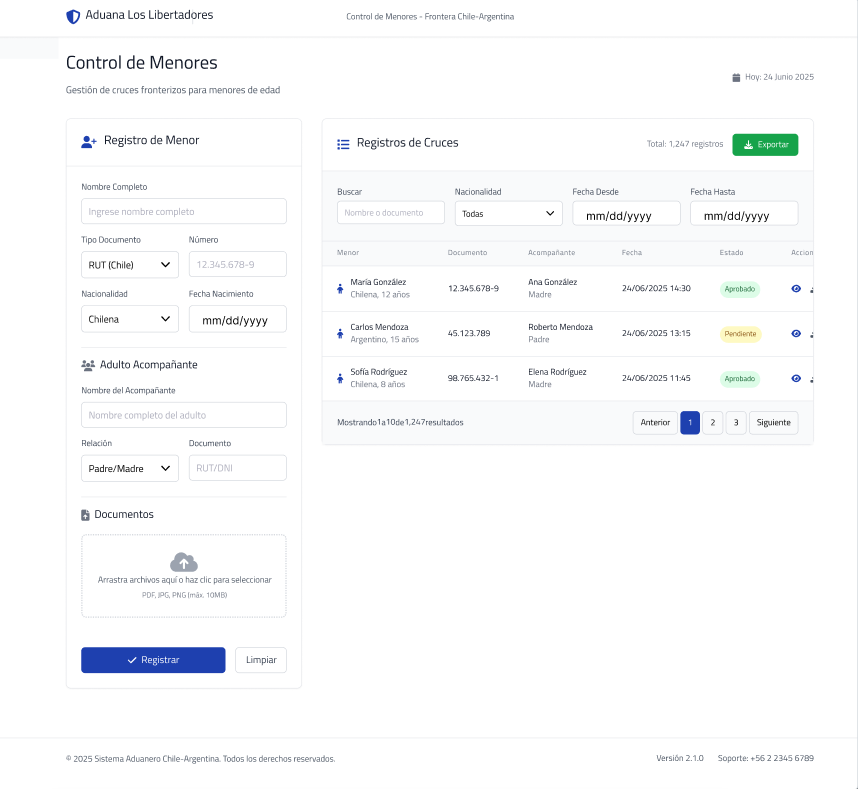 Aduana Los Libertadores
Control de Menores - Frontera Chile-Argentina
Control de Menores
Gestión de cruces fronterizos para menores de edad
Hoy: 24 Junio 2025
Registro de Menor
Nombre Completo
Ingrese nombre completo
Tipo Documento Número
RUT (Chile) 12.345.678-9
Nacionalidad Fecha Nacimiento
Chilena mm/dd/yyyy
Adulto Acompañante
Nombre del Acompañante
Nombre completo del adulto
Relación Documento
Padre/Madre RUT/DNI
Documentos
Arrastra archivos aquí o haz clic para seleccionar
PDF, JPG, PNG (máx. 10MB)
Registrar Limpiar
Registros de Cruces
Total: 1,247 registros
Exportar
Buscar Nacionalidad Fecha Desde Fecha Hasta
Nombre o documento Todas mm/dd/yyyy mm/dd/yyyy
Menor Documento Acompañante Fecha Estado Accion
María González 12.345.678-9 Ana González 24/06/2025 14:30 Aprobado
Chilena, 12 años Madre
Carlos Mendoza 45.123.789 Roberto Mendoza 24/06/2025 13:15 Pendiente
Argentino, 15 años Padre
Sofía Rodríguez 98.765.432-1 Elena Rodríguez 24/06/2025 11:45 Aprobado
Chilena, 8 años Madre
Mostrando1a10de1,247resultados
Anterior 1 2 3 Siguiente
© 2025 Sistema Aduanero Chile-Argentina. Todos los derechos reservados.
Versión 2.1.0 Soporte: +56 2 2345 6789